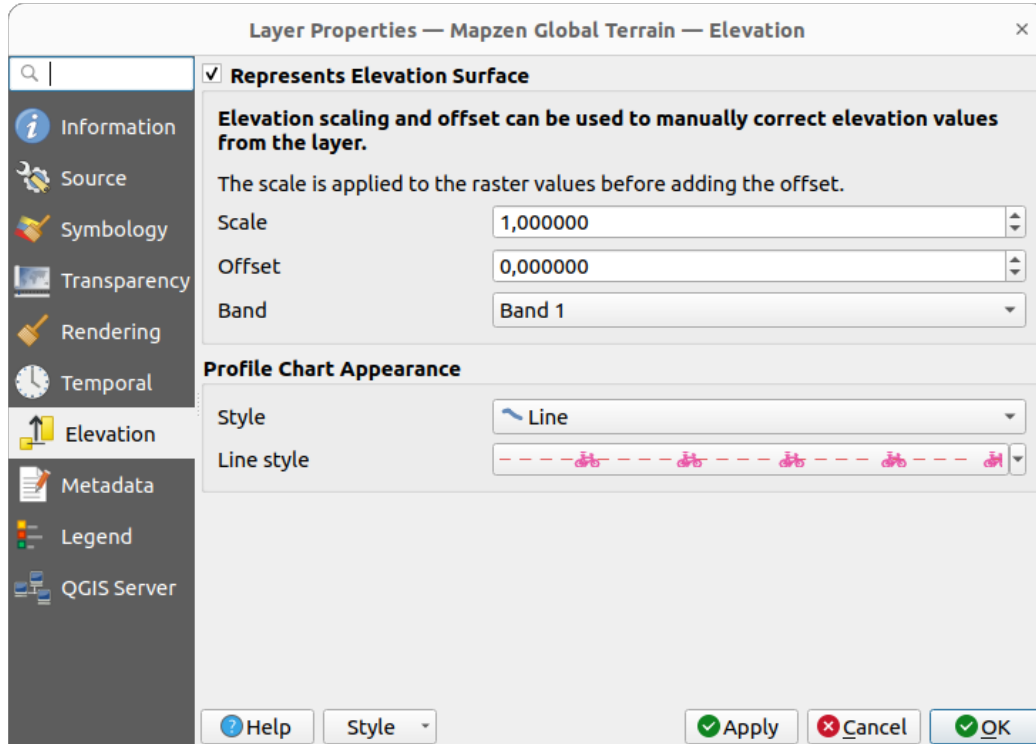 Layer Properties — Mapzen Global Terrain — Elevation
Information
Source
Symbology
Transparency
Rendering
Temporal
Elevation
Metadata
Legend
QGIS Server
Represents Elevation Surface
Elevation scaling and offset can be used to manually correct elevation values
from the layer.
The scale is applied to the raster values before adding the offset.
Scale 1,000000
Offset 0,000000
Band Band 1
Profile Chart Appearance
Style Line
Line style
Help Style Apply Cancel OK